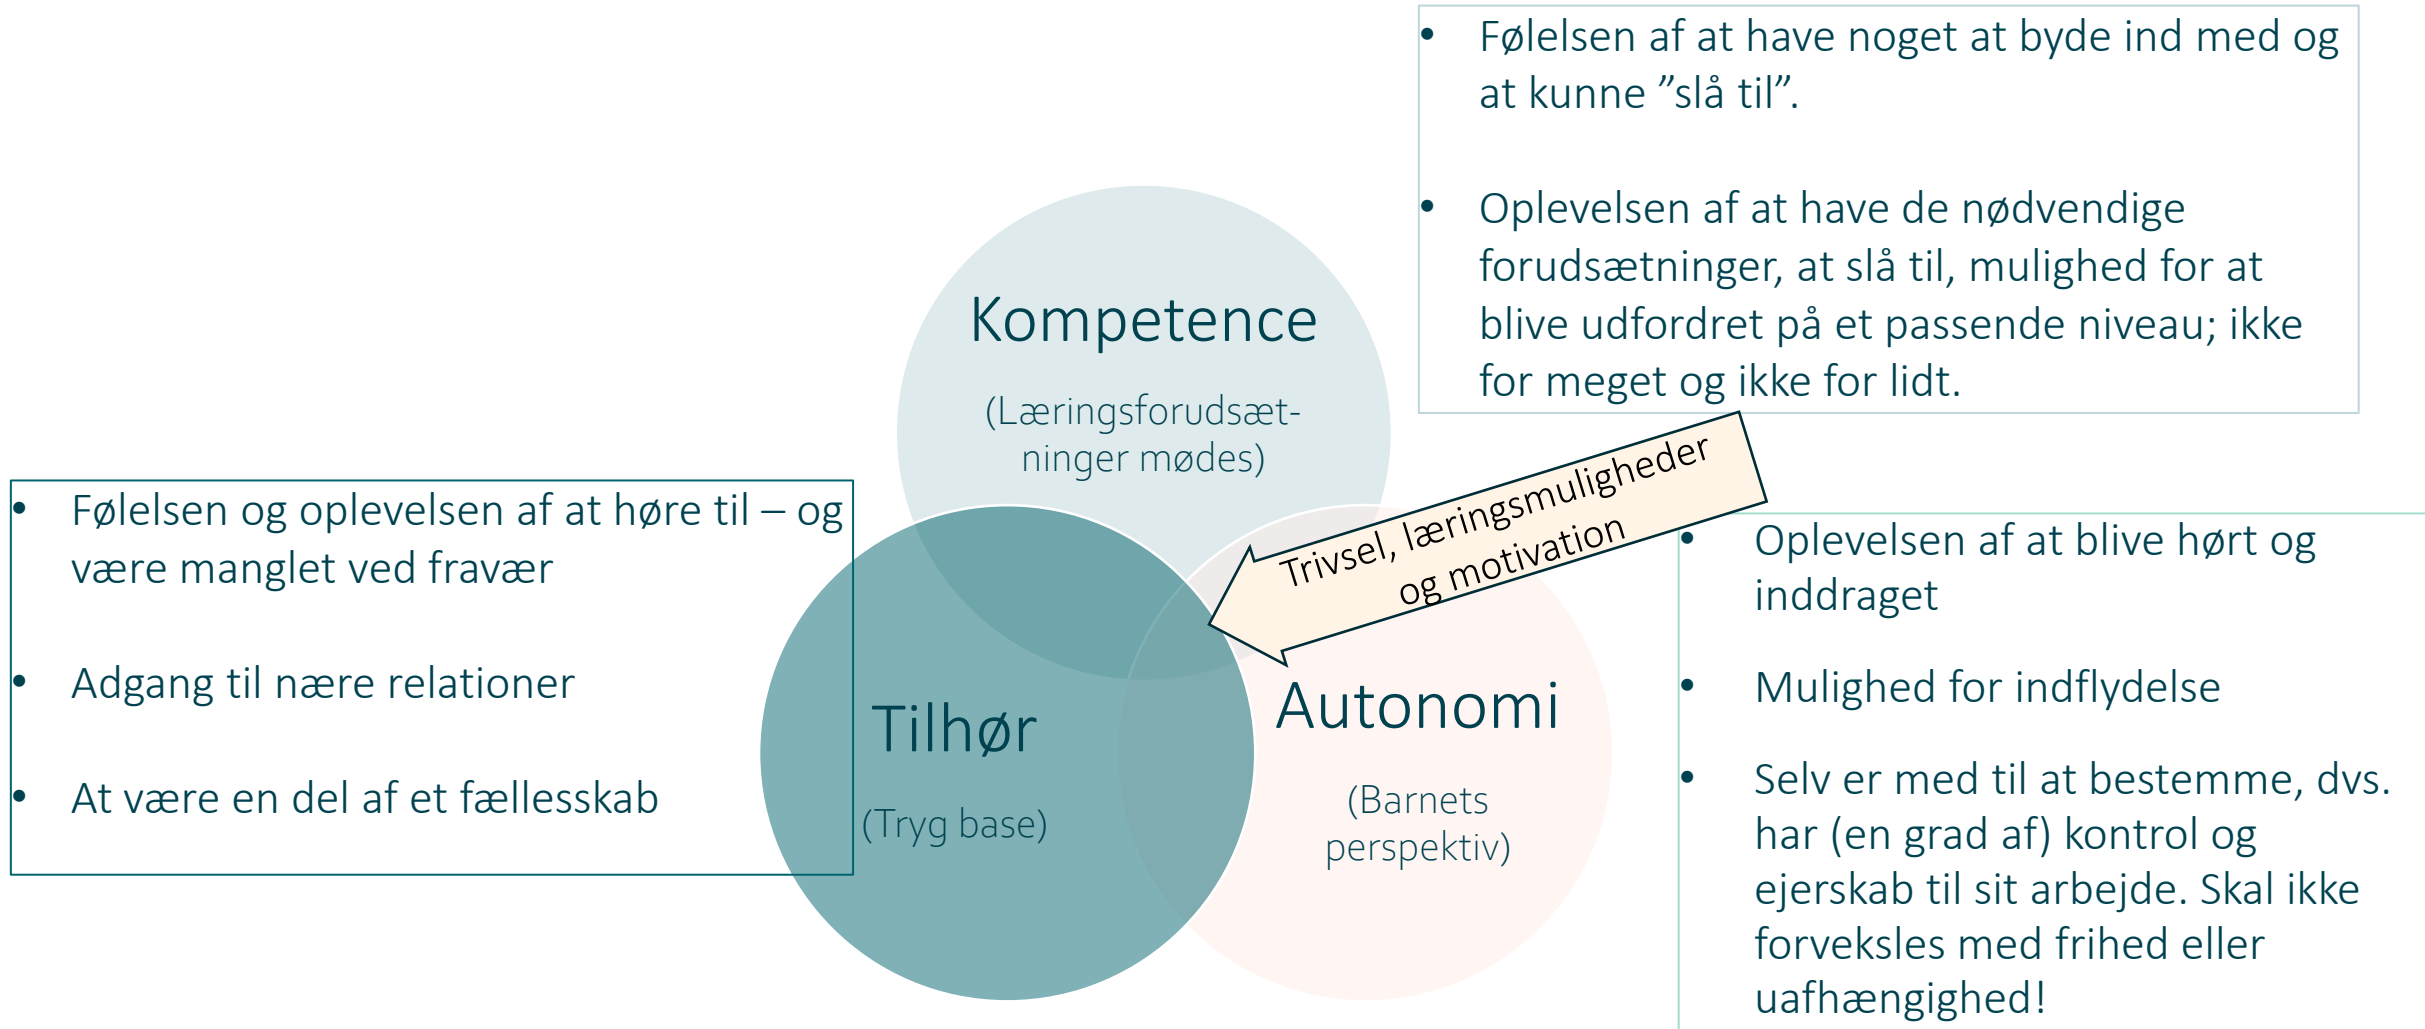 • Følelsen af at have noget at byde ind med og
at kunne ”slå til”.
• Oplevelsen af at have de nødvendige
forudsætninger, at slå til, mulighed for at
blive udfordret på et passende niveau; ikke
for meget og ikke for lidt.
Kompetence
(Læringsforudsæt-
ninger mødes)
Trivsel, læringsmuligheder
og motivation
• Følelsen og oplevelsen af at høre til – og
være manglet ved fravær
• Adgang til nære relationer
• At være en del af et fællesskab
Tilhør
(Tryg base)
Autonomi
(Barnets
perspektiv)
• Oplevelsen af at blive hørt og
inddraget
• Mulighed for indflydelse
• Selv er med til at bestemme, dvs.
har (en grad af) kontrol og
ejerskab til sit arbejde. Skal ikke
forveksles med frihed eller
uafhængighed!